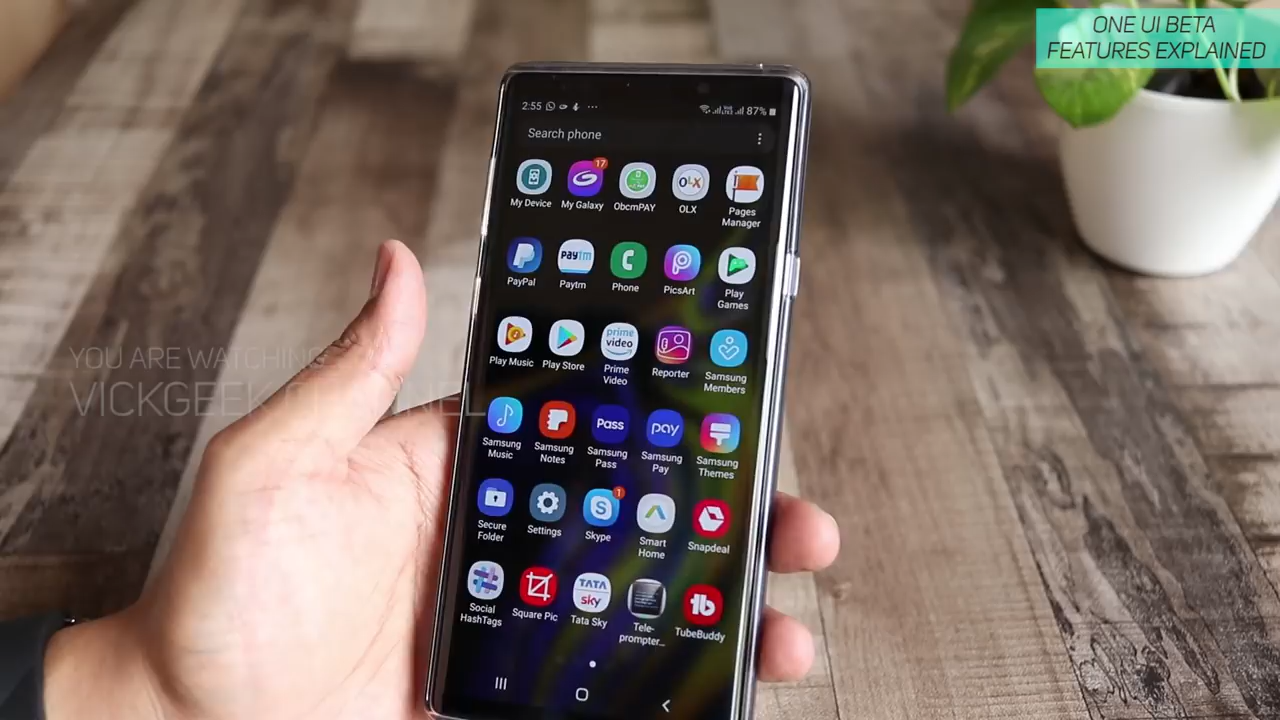 ONE UI BETA
FEATURES EXPLAINED
2:55
87%
Search phone
17
OLX
My Device
My Galaxy
ObcmPAY
OLX
Pages
Manager
Paytm
PayPal
Paytm
Phone
PicsArt
Play
Games
prime
video
Play Music
Play Store
Prime
Video
Reporter
Samsung
Members
YOU ARE WATCHING
VICKGEEK
Pass
pay
Samsung
Music
Samsung
Notes
Samsung
Pass
Samsung
Pay
Samsung
Themes
1
Secure
Folder
Settings
Skype
Smart
Home
Snapdeal
TATA
sky
Social
HashTags
Square Pic
Tata Sky
Tele-
prompter...
TubeBuddy